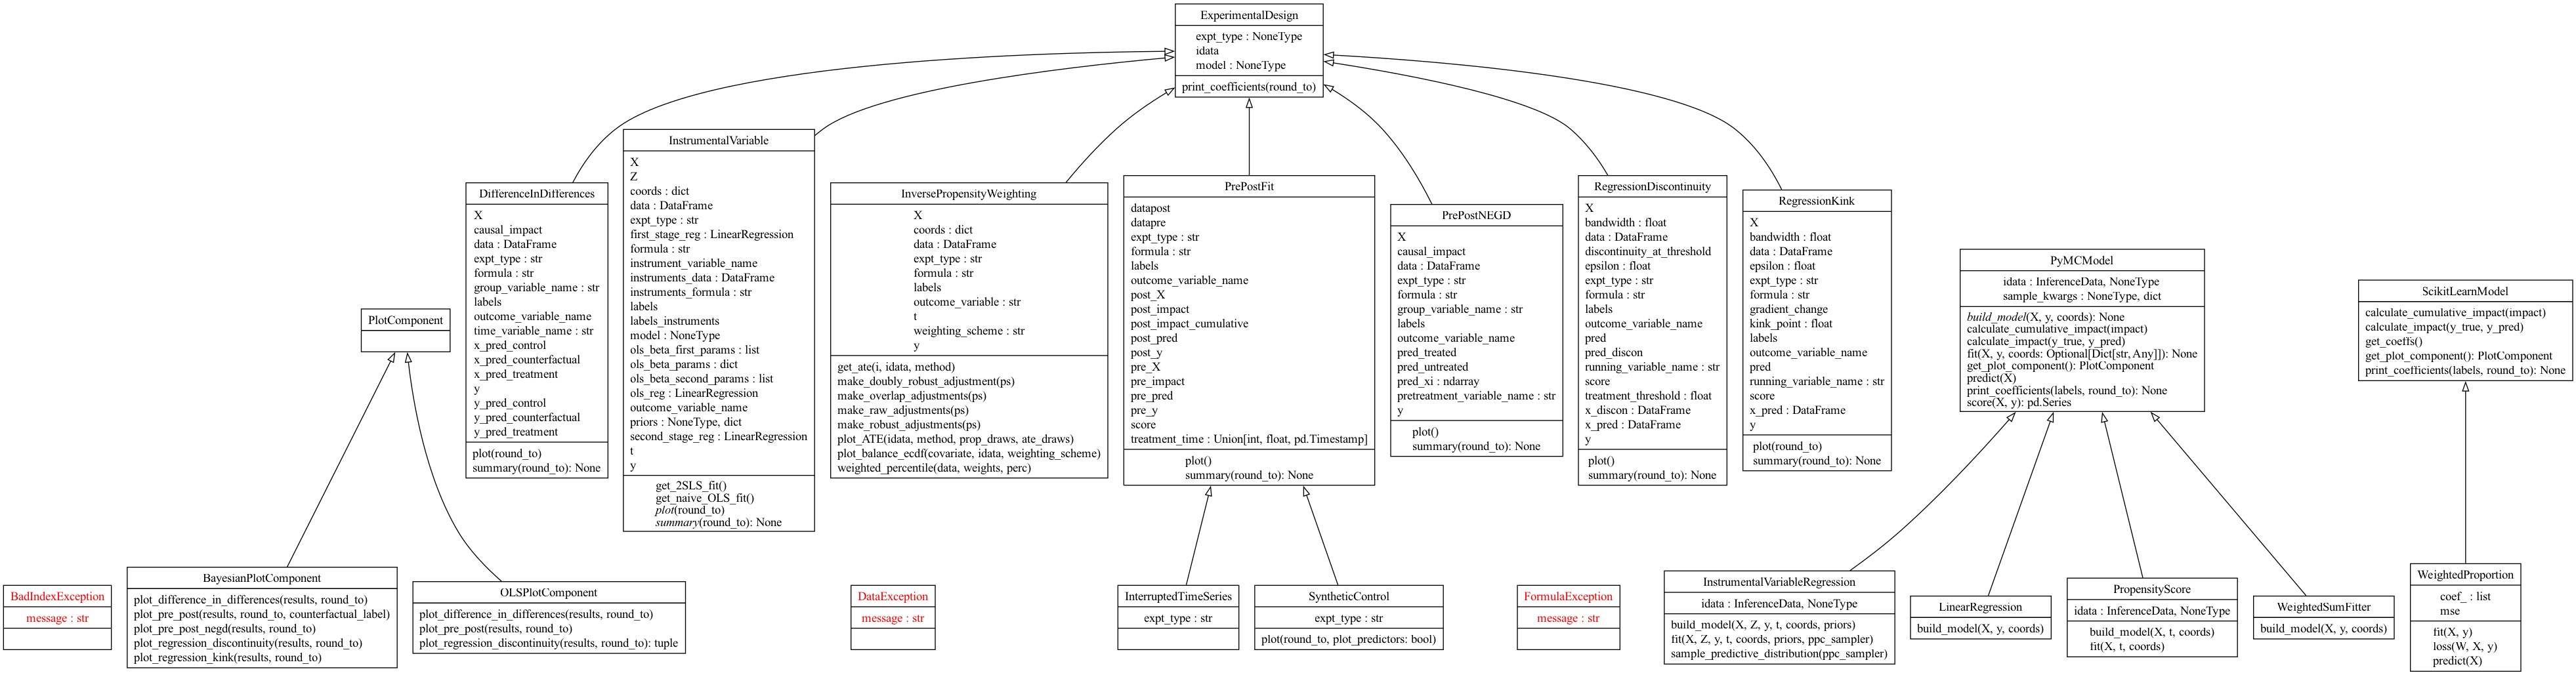 ExperimentalDesign
expt_type : NoneType
idata
model : NoneType
print_coefficients(round_to)
DifferenceInDifferences
X
causal_impact
data : DataFrame
expt_type : str
formula : str
group_variable_name : str
labels
outcome_variable_name
time_variable_name : str
x_pred_control
x_pred_counterfactual
x_pred_treatment
y
y_pred_control
y_pred_counterfactual
y_pred_treatment
plot(round_to)
summary(round_to): None
InstrumentalVariable
X
Z
coords : dict
data : DataFrame
expt_type : str
first_stage_reg : LinearRegression
formula : str
instrument_variable_name
instruments_data : DataFrame
instruments_formula : str
labels
labels_instruments
model : NoneType
ols_beta_first_params : list
ols_beta_params : dict
ols_beta_second_params : list
ols_reg : LinearRegression
outcome_variable_name
priors : NoneType, dict
second_stage_reg : LinearRegression
t
y
get_2SLS_fit()
get_naive_OLS_fit()
plot(round_to)
summary(round_to): None
InversePropensityWeighting
X
coords : dict
data : DataFrame
expt_type : str
formula : str
labels
outcome_variable : str
t
weighting_scheme : str
y
get_ate(i, idata, method)
make_doubly_robust_adjustment(ps)
make_overlap_adjustments(ps)
make_raw_adjustments(ps)
make_robust_adjustments(ps)
plot_ATE(idata, method, prop_draws, ate_draws)
plot_balance_ecdf(covariate, idata, weighting_scheme)
weighted_percentile(data, weights, perc)
PrePostFit
datapost
datapre
expt_type : str
formula : str
labels
outcome_variable_name
post_X
post_impact
post_impact_cumulative
post_pred
post_y
pre_X
pre_impact
pre_pred
pre_y
score
treatment_time : Union[int, float, pd.Timestamp]
plot()
summary(round_to): None
PrePostNEGD
X
causal_impact
data : DataFrame
expt_type : str
formula : str
group_variable_name : str
labels
outcome_variable_name
pred_treated
pred_untreated
pred_xi : ndarray
pretreatment_variable_name : str
y
plot()
summary(round_to): None
RegressionDiscontinuity
X
bandwidth : float
data : DataFrame
discontinuity_at_threshold
epsilon : float
expt_type : str
formula : str
labels
outcome_variable_name
pred
pred_discon
running_variable_name : str
score
treatment_threshold : float
x_discon : DataFrame
x_pred : DataFrame
y
plot()
summary(round_to): None
RegressionKink
X
bandwidth : float
data : DataFrame
epsilon : float
expt_type : str
formula : str
gradient_change
kink_point : float
labels
outcome_variable_name
pred
running_variable_name : str
score
x_pred : DataFrame
y
plot(round_to)
summary(round_to): None
PyMCModel
idata : InferenceData, NoneType
sample_kwargs : NoneType, dict
build_model(X, y, coords): None
calculate_cumulative_impact(impact)
calculate_impact(y_true, y_pred)
fit(X, y, coords: Optional[Dict[str, Any]]): None
get_plot_component(): PlotComponent
predict(X)
print_coefficients(labels, round_to): None
score(X, y): pd.Series
ScikitLearnModel
calculate_cumulative_impact(impact)
calculate_impact(y_true, y_pred)
get_coeffs()
get_plot_component(): PlotComponent
print_coefficients(labels, round_to): None
PlotComponent
BadIndexException
message : str
BayesianPlotComponent
plot_difference_in_differences(results, round_to)
plot_pre_post(results, round_to, counterfactual_label)
plot_pre_post_negd(results, round_to)
plot_regression_discontinuity(results, round_to)
plot_regression_kink(results, round_to)
OLSPlotComponent
plot_difference_in_differences(results, round_to)
plot_pre_post(results, round_to)
plot_regression_discontinuity(results, round_to): tuple
DataException
message : str
InterruptedTimeSeries
expt_type : str
SyntheticControl
expt_type : str
plot(round_to, plot_predictors: bool)
FormulaException
message : str
InstrumentalVariableRegression
idata : InferenceData, NoneType
build_model(X, Z, y, t, coords, priors)
fit(X, Z, y, t, coords, priors, ppc_sampler)
sample_predictive_distribution(ppc_sampler)
LinearRegression
build_model(X, y, coords)
PropensityScore
idata : InferenceData, NoneType
build_model(X, t, coords)
fit(X, t, coords)
WeightedSumFitter
build_model(X, y, coords)
WeightedProportion
coef_ : list
mse
fit(X, y)
loss(W, X, y)
predict(X)